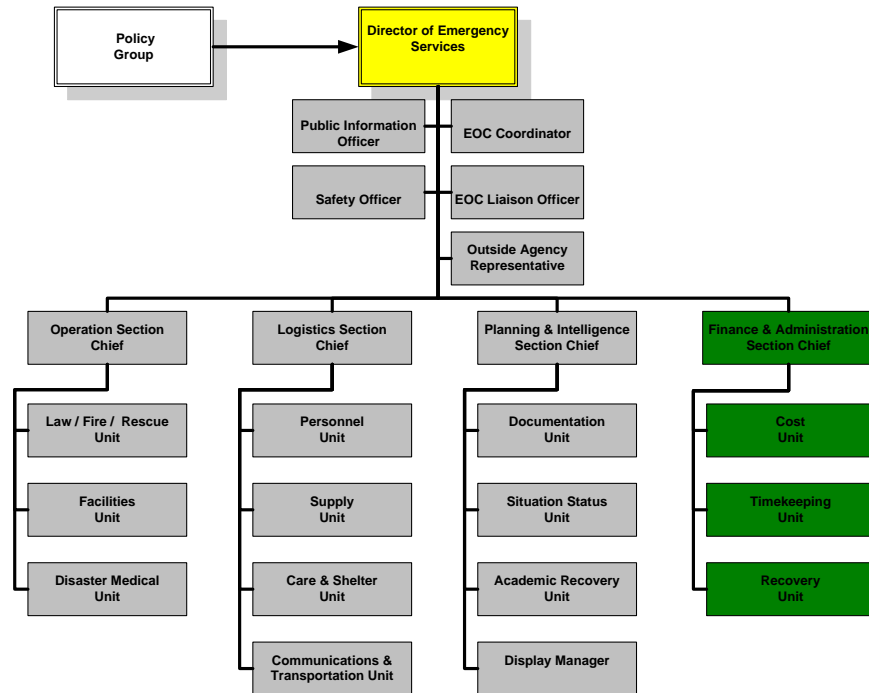 Policy
Group
Director of Emergency
Services
Public Information
Officer
EOC Coordinator
Safety Officer
EOC Liaison Officer
Outside Agency
Representative
Operation Section
Chief
Logistics Section
Chief
Planning & Intelligence
Section Chief
Finance & Administration
Section Chief
Law / Fire / Rescue
Unit
Personnel
Unit
Documentation
Unit
Cost
Unit
Facilities
Unit
Supply
Unit
Situation Status
Unit
Timekeeping
Unit
Disaster Medical
Unit
Care & Shelter
Unit
Academic Recovery
Unit
Recovery
Unit
Communications &
Transportation Unit
Display Manager